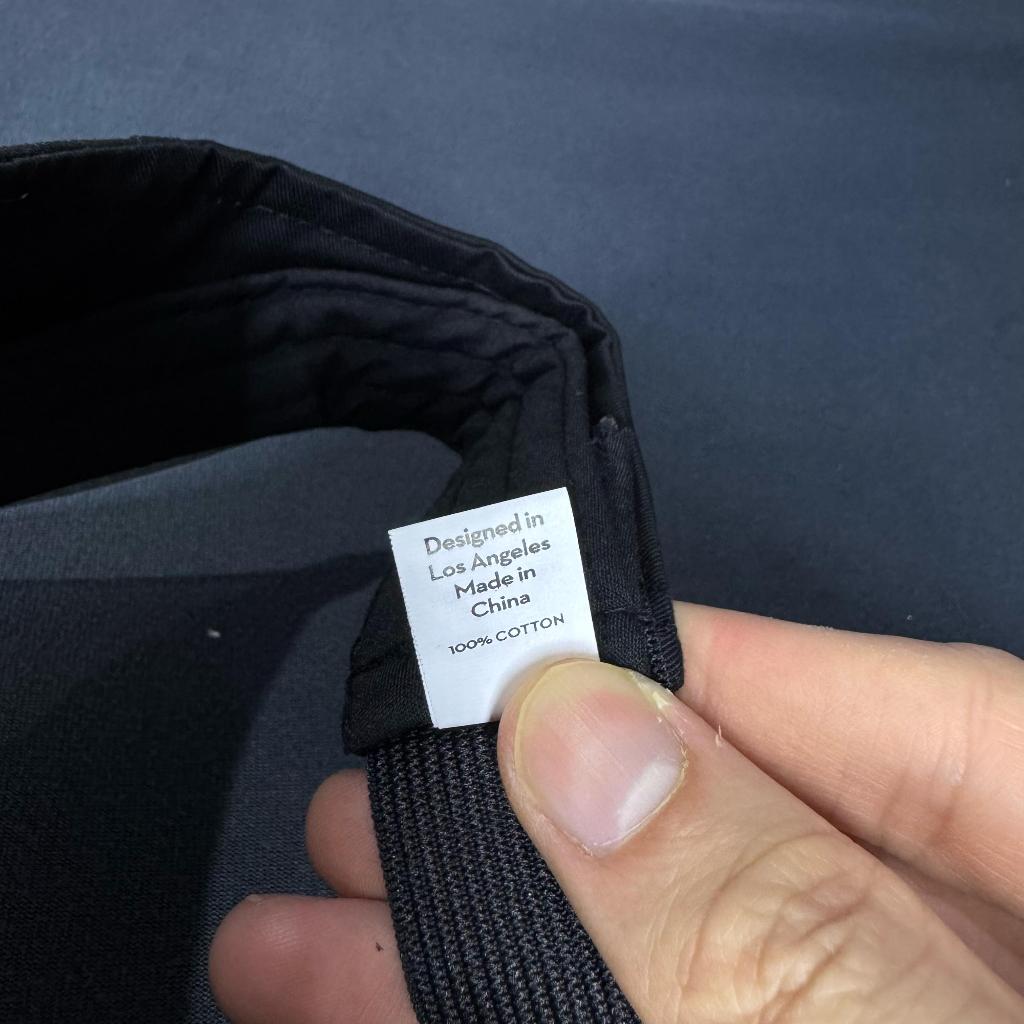 Designed in
Los Angeles
Made in
China
100% COTTON